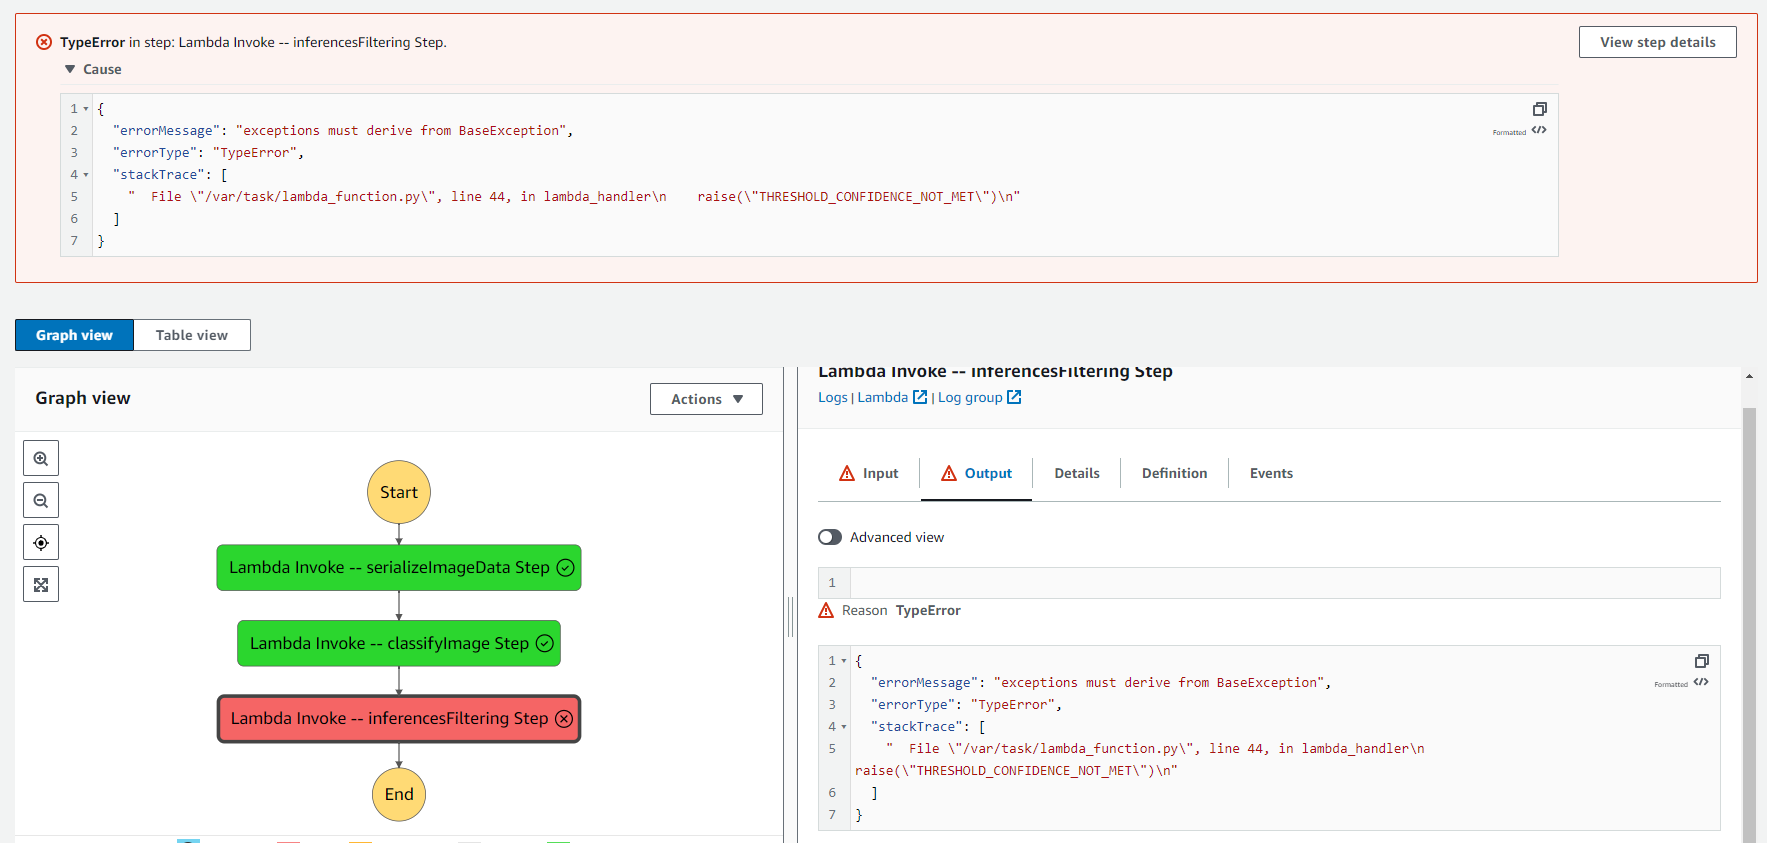 TypeError in step: Lambda Invoke -- inferencesFiltering Step.
View step details
Cause
1 {
2 "errorMessage": "exceptions must derive from BaseException",
3 "errorType": "TypeError",
4 "stackTrace": [
5 "  File \"/var/task/lambda_function.py\", line 44, in lambda_handler\n    raise(\"THRESHOLD_CONFIDENCE_NOT_MET\")\n"
6 ]
7 }
Formatted
Graph view
Table view
Graph view
Actions
Start
Lambda Invoke -- serializeImageData Step
Lambda Invoke -- classifyImage Step
Lambda Invoke -- inferencesFiltering Step
End
Lambda Invoke -- inferencesFiltering Step
Logs | Lambda | Log group
Input
Output
Details
Definition
Events
Advanced view
1
Reason TypeError
1 {
2 "errorMessage": "exceptions must derive from BaseException",
3 "errorType": "TypeError",
4 "stackTrace": [
5 "  File \"/var/task/lambda_function.py\", line 44, in lambda_handler\n
raise(\"THRESHOLD_CONFIDENCE_NOT_MET\")\n"
6 ]
7 }
Formatted